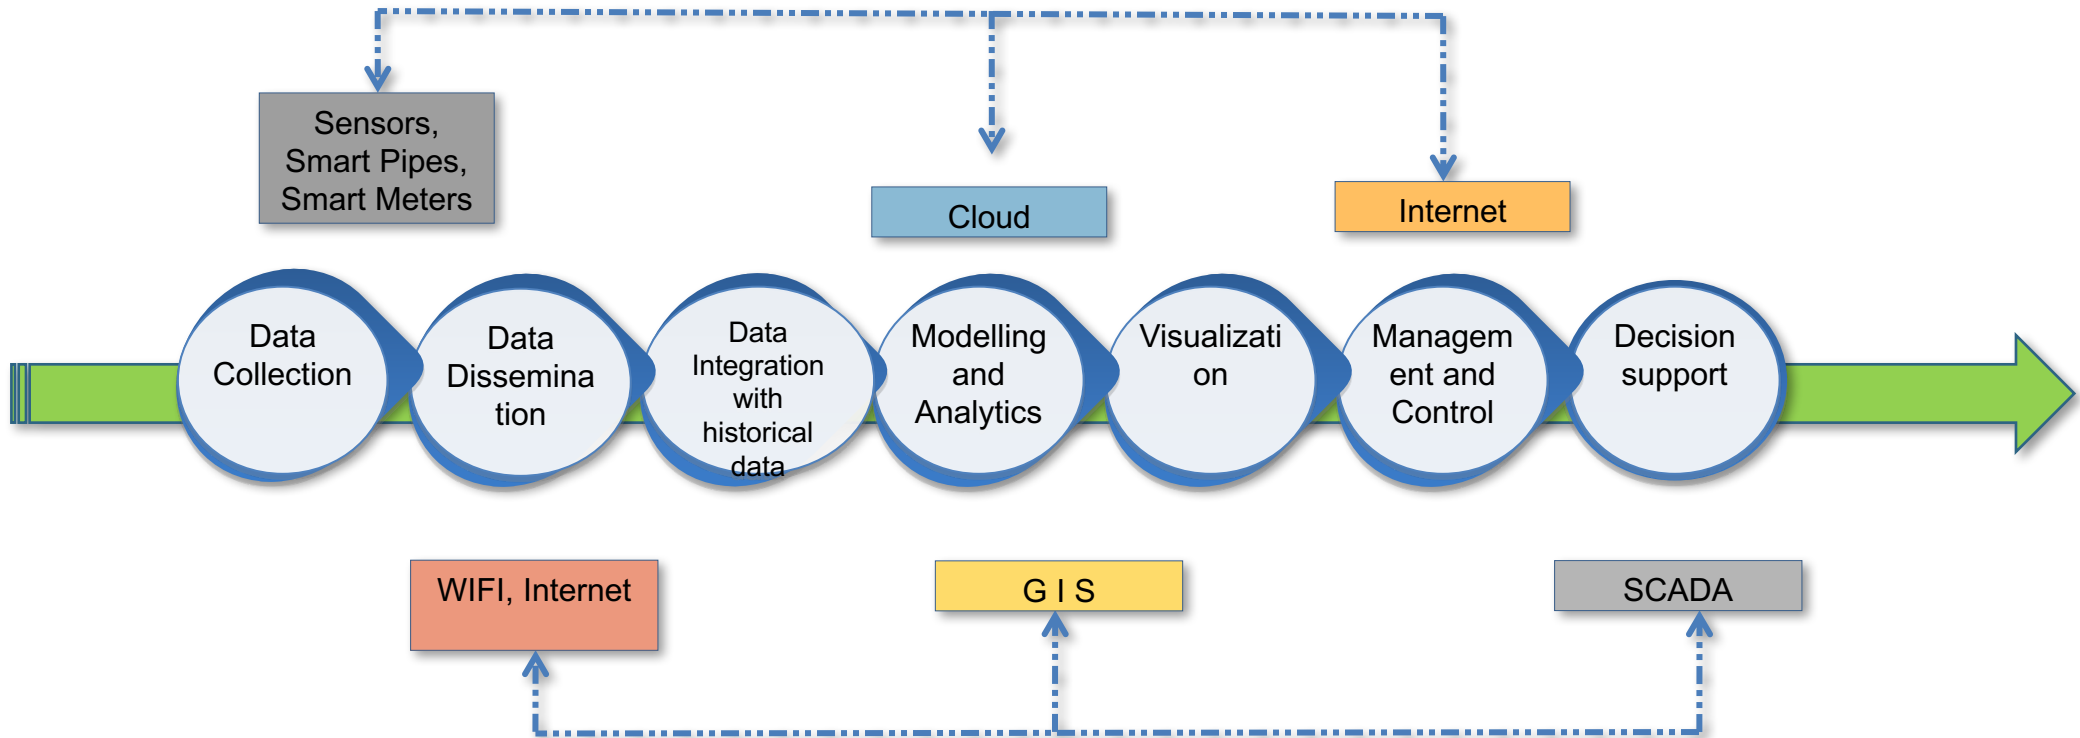 Sensors,
Smart Pipes,
Smart Meters
Cloud
Internet
Data
Collection
Data
Dissemina
tion
Data
Integration
with
historical
data
Modelling
and
Analytics
Visualizati
on
Managem
ent and
Control
Decision
support
WIFI, Internet
G I S
SCADA